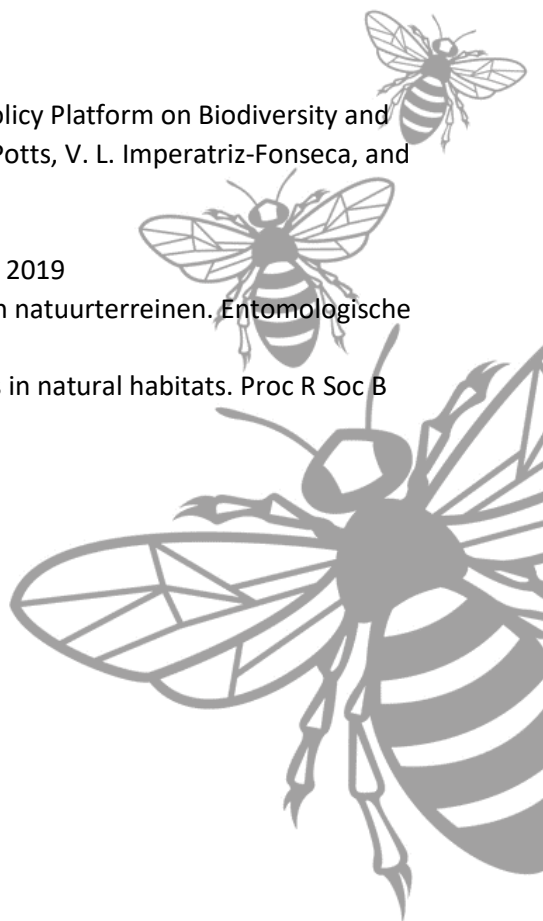 olicy Platform on Biodiversity and
Potts, V. L. Imperatriz-Fonseca, and
2019
n natuurterreinen. Entomologische
s in natural habitats. Proc R Soc B